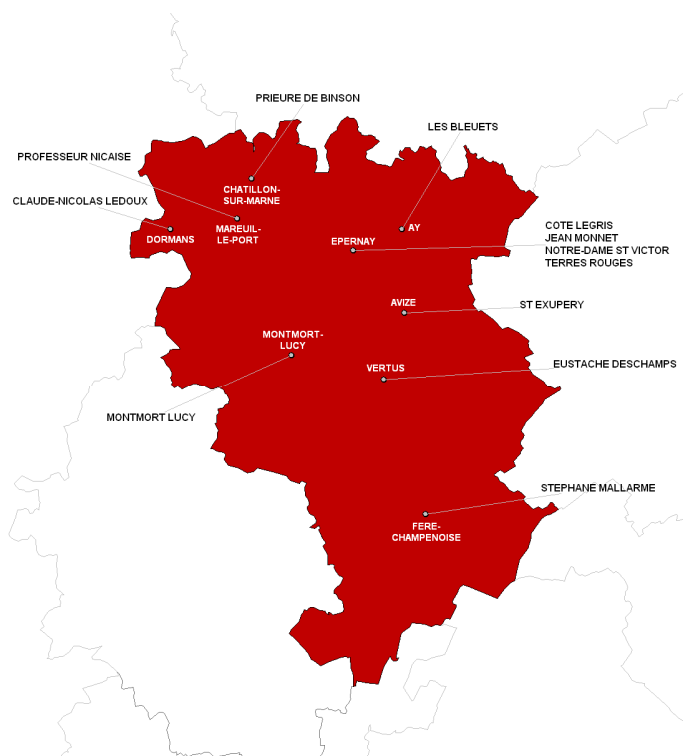 PRIEURE DE BINSON
LES BLEUETS
PROFESSEUR NICAISE
CLAUDE-NICOLAS LEDOUX
CHATILLON-
SUR-MARNE
MAREUIL-
LE-PORT
DORMANS
AY
EPERNAY
COTE LEGRIS
JEAN MONNET
NOTRE-DAME ST VICTOR
TERRES ROUGES
AVIZE
ST EXUPERY
MONTMORT-
LUCY
VERTUS
EUSTACHE DESCHAMPS
MONTMORT LUCY
STEPHANE MALLARME
FERE-
CHAMPENOISE